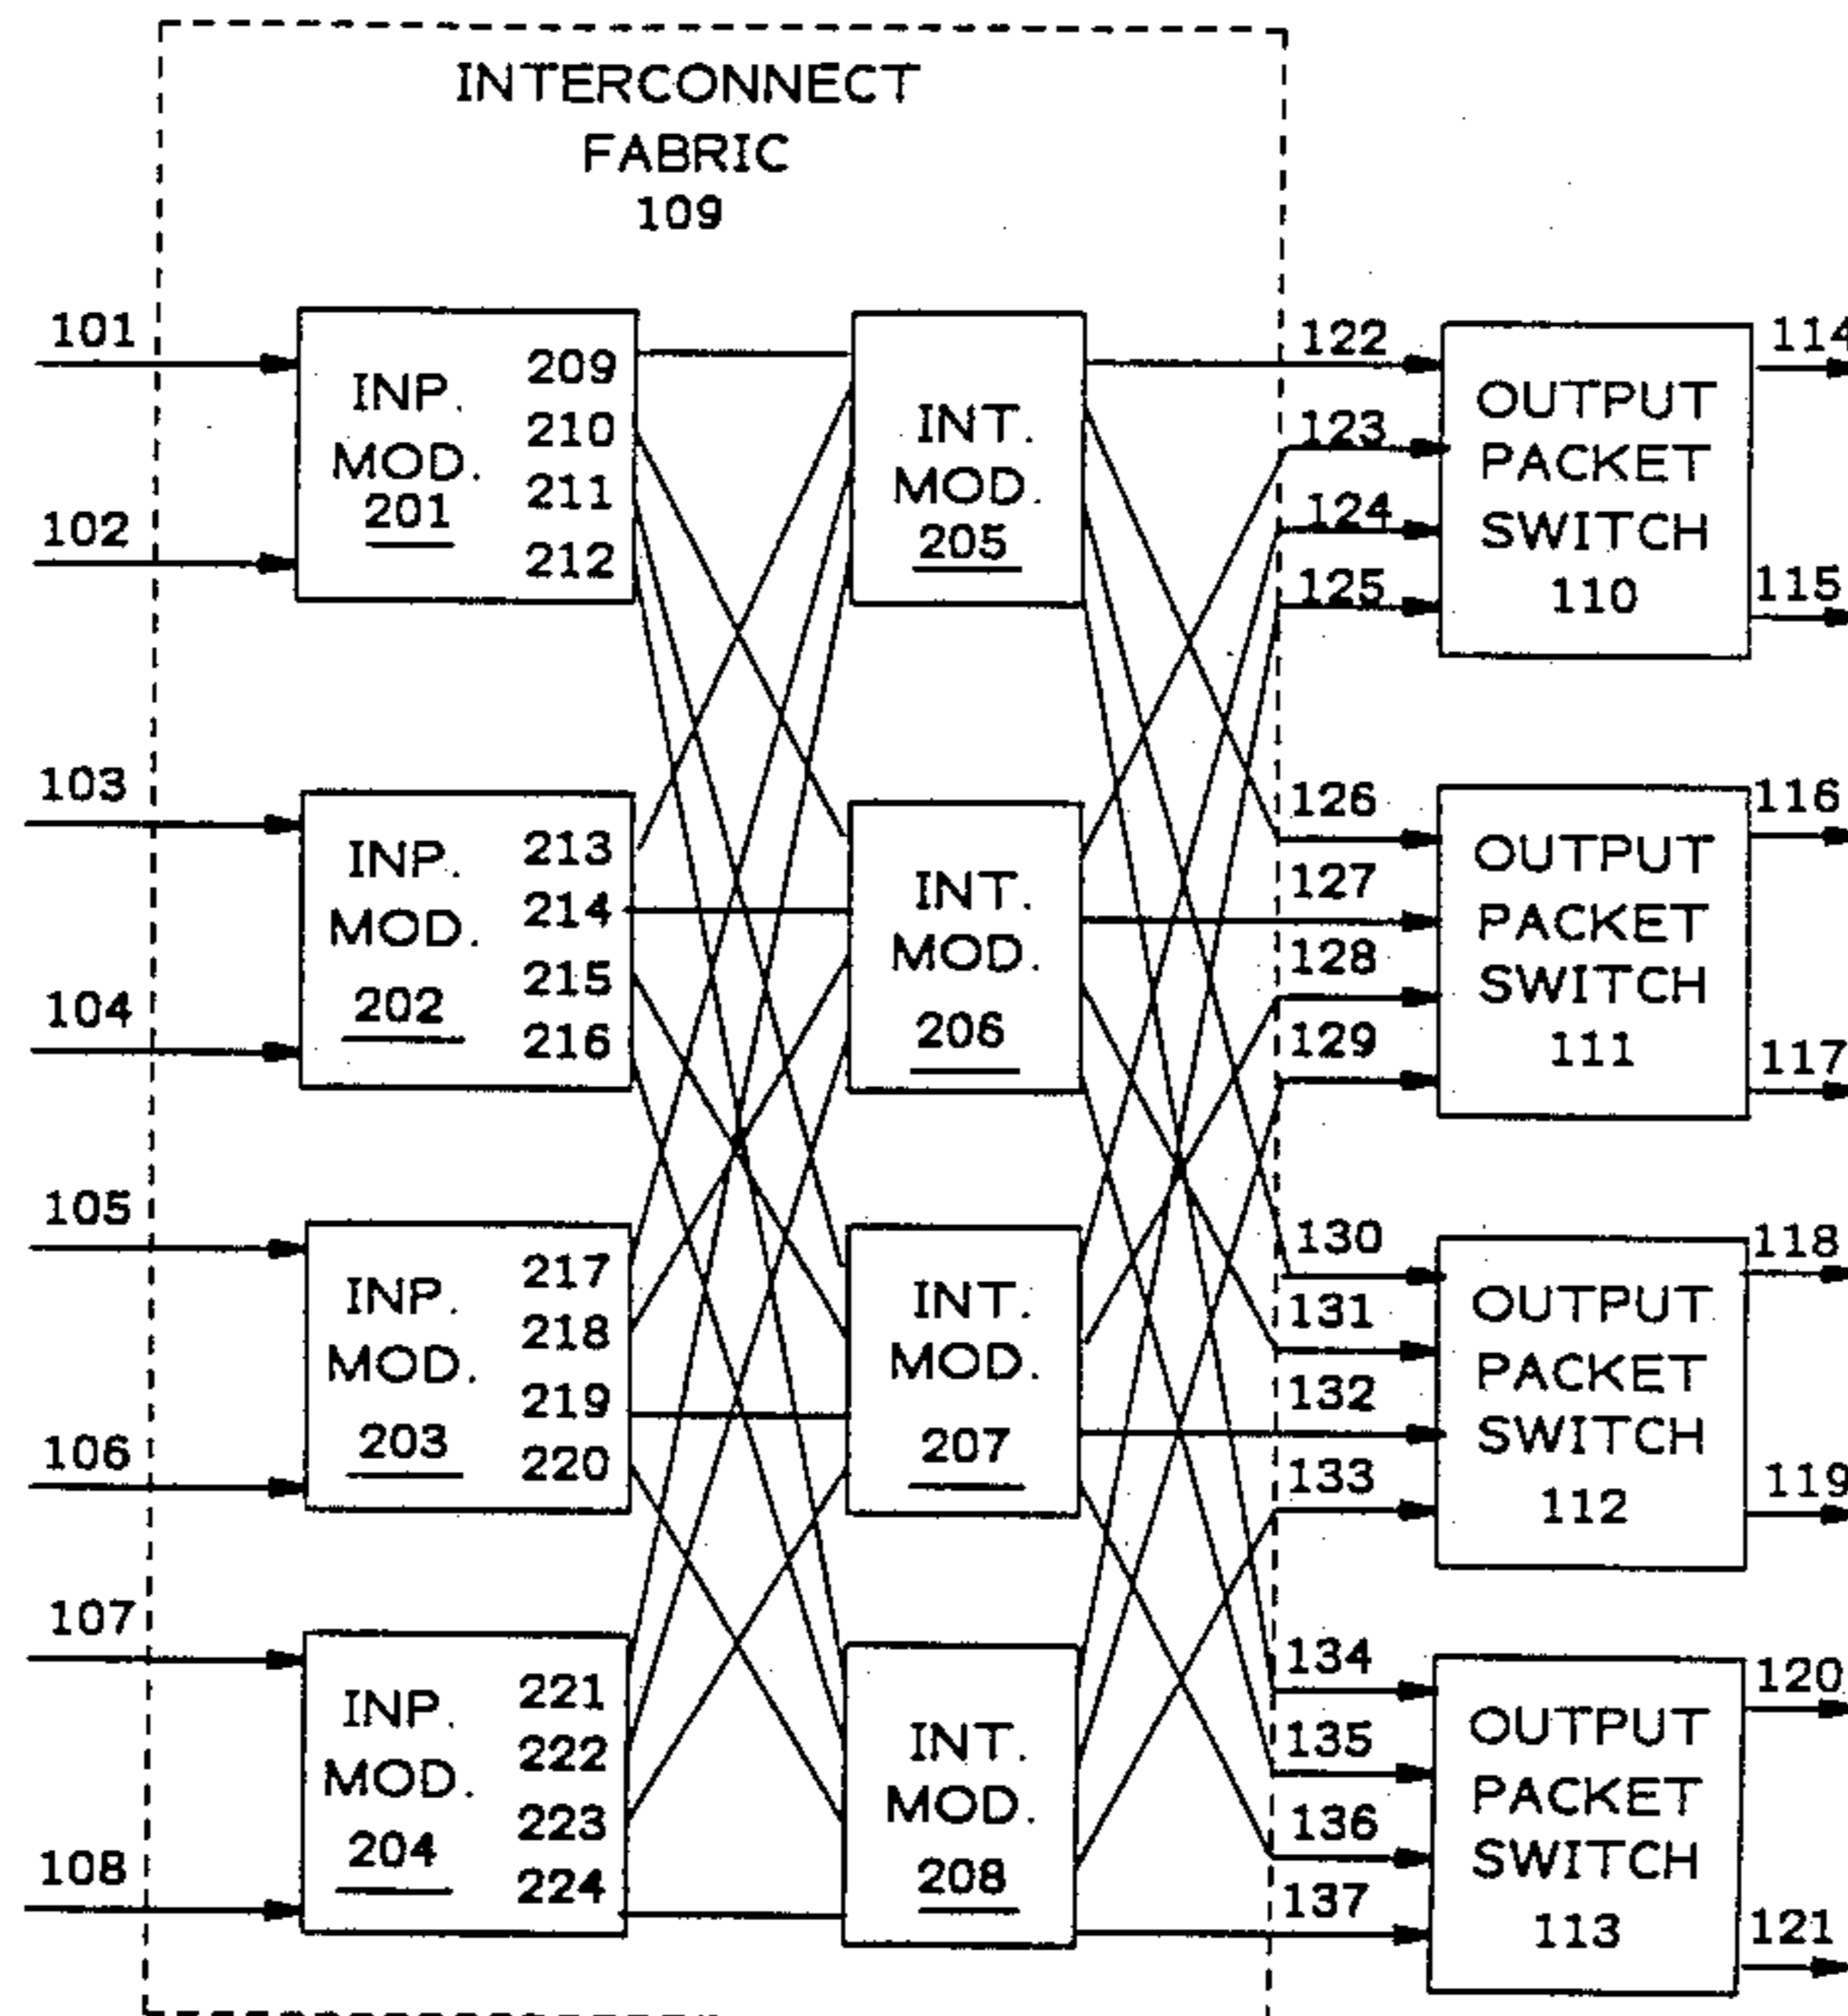 INTERCONNECT
FABRIC
109
101
102
INP.
MOD.
201
209
210
211
212
INT.
MOD.
205
122
123
124
125
OUTPUT
PACKET
SWITCH
110
114
115
103
104
INP.
MOD.
202
213
214
215
216
INT.
MOD.
206
126
127
128
129
OUTPUT
PACKET
SWITCH
111
116
117
105
106
INP.
MOD.
203
217
218
219
220
INT.
MOD.
207
130
131
132
133
OUTPUT
PACKET
SWITCH
112
118
119
107
108
INP.
MOD.
204
221
222
223
224
INT.
MOD.
208
134
135
136
137
OUTPUT
PACKET
SWITCH
113
120
121